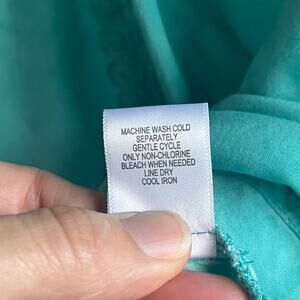 MACHINE WASH COLD
SEPARATELY
GENTLE CYCLE
ONLY NON-CHLORINE
BLEACH WHEN NEEDED
LINE DRY
COOL IRON